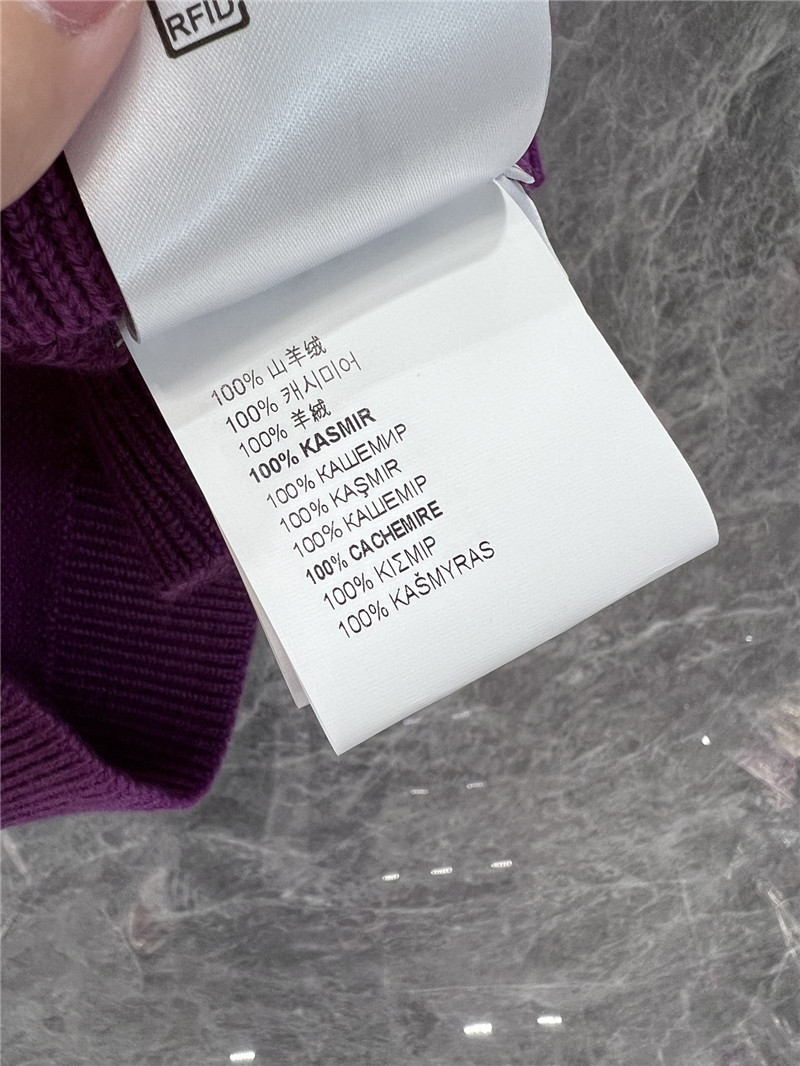 RFID
100% 山羊绒
100% 캐시미어
100% 羊絨
100% KASMIR
100% КАШЕМИР
100% KAŞMIR
100% КАШЕМІР
100% CACHEMIRE
100% ΚΙΣΜΙΡ
100% KAŠMYRAS